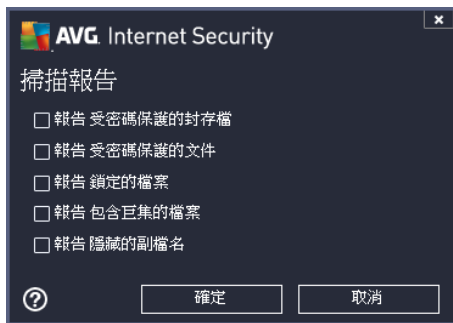 AVG. Internet Security
掃描報告
報告 受密碼保護的封存檔
報告 受密碼保護的文件
報告 鎖定的檔案
報告 包含巨集的檔案
報告 隱藏的副檔名
確定
取消